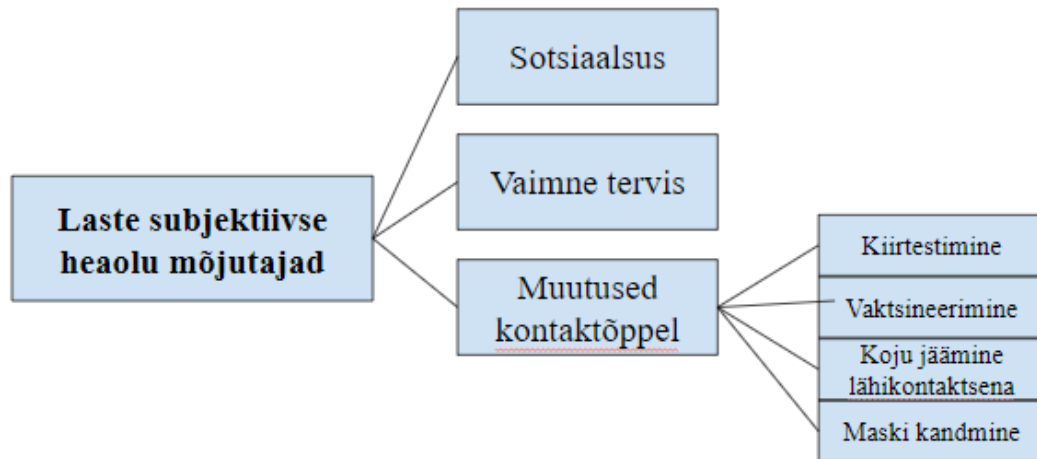 Sotsiaalsus
Vaimne tervis
Laste subjektiivse
heaolu mõjutajad
Muutused
kontaktõppel
Kiirtestimine
Vaktsineerimine
Koju jäämine
lähikontaktsena
Maski kandmine